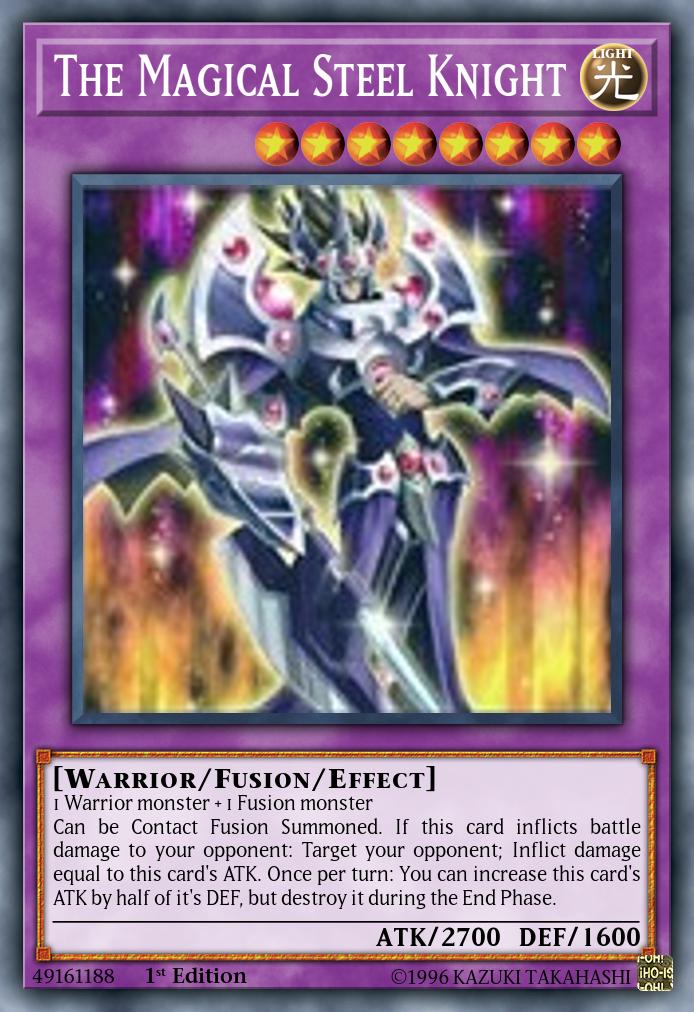 The Magical Steel Knight
LIGHT
光
[Warrior/Fusion/Effect]
1 Warrior monster + 1 Fusion monster
Can be Contact Fusion Summoned. If this card inflicts battle
damage to your opponent: Target your opponent; Inflict damage
equal to this card's ATK. Once per turn: You can increase this card's
ATK by half of it's DEF, but destroy it during the End Phase.
ATK/2700 DEF/1600
49161188 1st Edition ©1996 KAZUKI TAKAHASHI